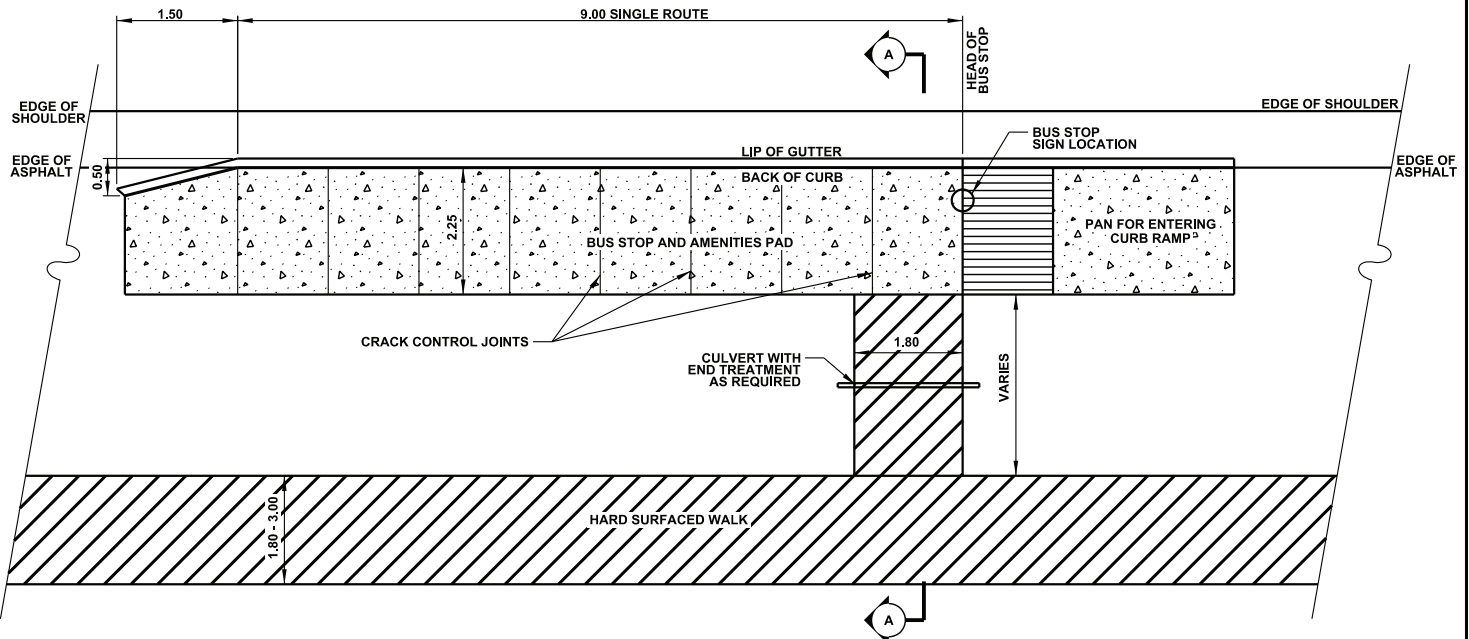 1.50
9.00 SINGLE ROUTE
A
HEAD OF
BUS STOP
EDGE OF
SHOULDER
EDGE OF SHOULDER
BUS STOP
SIGN LOCATION
EDGE OF
ASPHALT
0.50
LIP OF GUTTER
BACK OF CURB
EDGE OF
ASPHALT
2.25
BUS STOP AND AMENITIES PAD
PAN FOR ENTERING
CURB RAMP
CRACK CONTROL JOINTS
1.80
CULVERT WITH
END TREATMENT
AS REQUIRED
VARIES
1.80 - 3.00
HARD SURFACED WALK
A